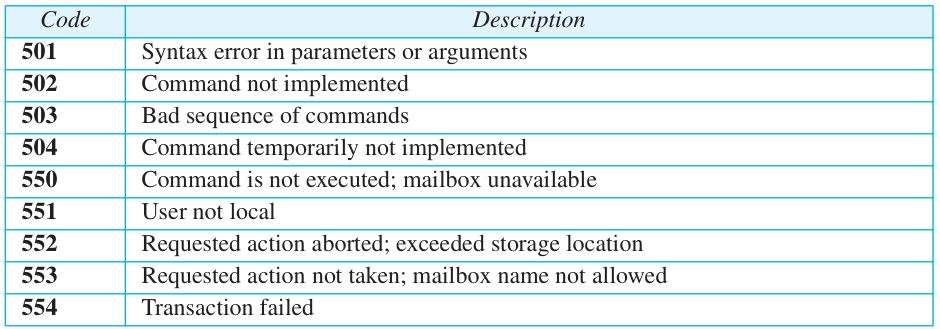 Code Description
501 Syntax error in parameters or arguments
502 Command not implemented
503 Bad sequence of commands
504 Command temporarily not implemented
550 Command is not executed; mailbox unavailable
551 User not local
552 Requested action aborted; exceeded storage location
553 Requested action not taken; mailbox name not allowed
554 Transaction failed